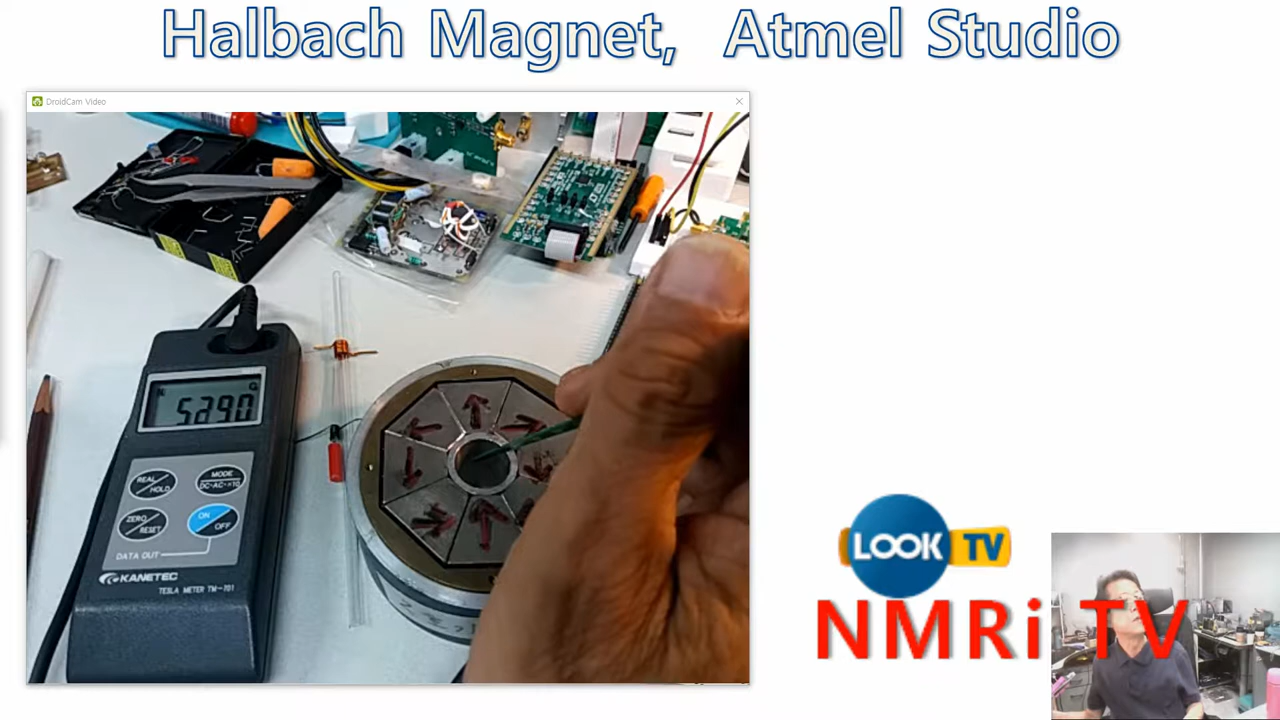 Halbach Magnet, Atmel Studio
DroidCam Video
5290
REAL
HOLD
MODE
DC-AC-×10
ZERO
RESET
ON
OFF
DATA OUT
KANETEC
TESLA METER TM-701
LOOK TV
NMRi TV